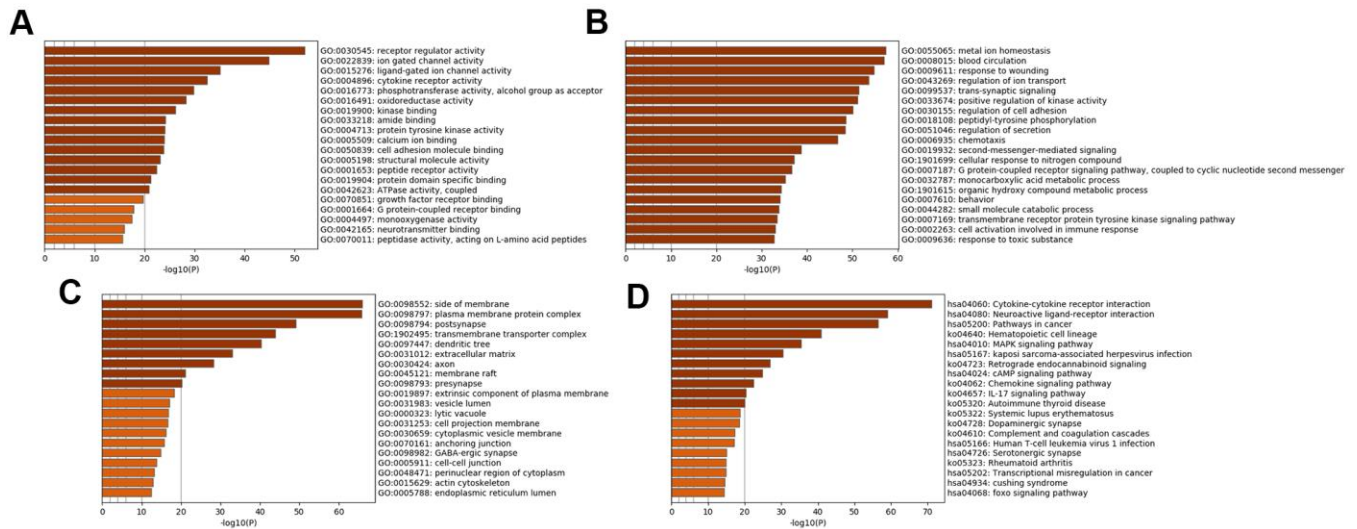 A
GO:0030545: receptor regulator activity
GO:0022839: ion gated channel activity
GO:0015276: ligand-gated ion channel activity
GO:0004896: cytokine receptor activity
GO:0016773: phosphotransferase activity, alcohol group as acceptor
GO:0016491: oxidoreductase activity
GO:0019900: kinase binding
GO:0033218: amide binding
GO:0004713: protein tyrosine kinase activity
GO:0005509: calcium ion binding
GO:0050839: cell adhesion molecule binding
GO:0005198: structural molecule activity
GO:0001653: peptide receptor activity
GO:0019904: protein domain specific binding
GO:0042623: ATPase activity, coupled
GO:0070851: growth factor receptor binding
GO:0001664: G protein-coupled receptor binding
GO:0004497: monooxygenase activity
GO:0042165: neurotransmitter binding
GO:0070011: peptidase activity, acting on L-amino acid peptides
0 10 20 30 40 50
-log10(P)
B
GO:0055065: metal ion homeostasis
GO:0008015: blood circulation
GO:0009611: response to wounding
GO:0043269: regulation of ion transport
GO:0099537: trans-synaptic signaling
GO:0033674: positive regulation of kinase activity
GO:0030155: regulation of cell adhesion
GO:0018108: peptidyl-tyrosine phosphorylation
GO:0051046: regulation of secretion
GO:0006935: chemotaxis
GO:0019932: second-messenger-mediated signaling
GO:1901699: cellular response to nitrogen compound
GO:0007187: G protein-coupled receptor signaling pathway, coupled to cyclic nucleotide second messenger
GO:0032787: monocarboxylic acid metabolic process
GO:1901615: organic hydroxy compound metabolic process
GO:0007610: behavior
GO:0044282: small molecule catabolic process
GO:0007169: transmembrane receptor protein tyrosine kinase signaling pathway
GO:0002263: cell activation involved in immune response
GO:0009636: response to toxic substance
0 10 20 30 40 50 60
-log10(P)
C
GO:0098552: side of membrane
GO:0098797: plasma membrane protein complex
GO:0098794: postsynapse
GO:1902495: transmembrane transporter complex
GO:0097447: dendritic tree
GO:0031012: extracellular matrix
GO:0030424: axon
GO:0045121: membrane raft
GO:0098793: presynapse
GO:0019897: extrinsic component of plasma membrane
GO:0031983: vesicle lumen
GO:0000323: lytic vacuole
GO:0031253: cell projection membrane
GO:0030659: cytoplasmic vesicle membrane
GO:0070161: anchoring junction
GO:0098982: GABA-ergic synapse
GO:0005911: cell-cell junction
GO:0048471: perinuclear region of cytoplasm
GO:0015629: actin cytoskeleton
GO:0005788: endoplasmic reticulum lumen
0 10 20 30 40 50 60
-log10(P)
D
hsa04060: Cytokine-cytokine receptor interaction
hsa04080: Neuroactive ligand-receptor interaction
hsa05200: Pathways in cancer
ko04640: Hematopoietic cell lineage
hsa04010: MAPK signaling pathway
hsa05167: kaposi sarcoma-associated herpesvirus infection
ko04723: Retrograde endocannabinoid signaling
hsa04024: cAMP signaling pathway
ko04062: Chemokine signaling pathway
ko04657: IL-17 signaling pathway
ko05320: Autoimmune thyroid disease
ko05322: Systemic lupus erythematosus
ko04728: Dopaminergic synapse
ko04610: Complement and coagulation cascades
hsa05166: Human T-cell leukemia virus 1 infection
hsa04726: Serotonergic synapse
ko05323: Rheumatoid arthritis
hsa05202: Transcriptional misregulation in cancer
hsa04934: cushing syndrome
hsa04068: foxo signaling pathway
0 10 20 30 40 50 60 70
-log10(P)